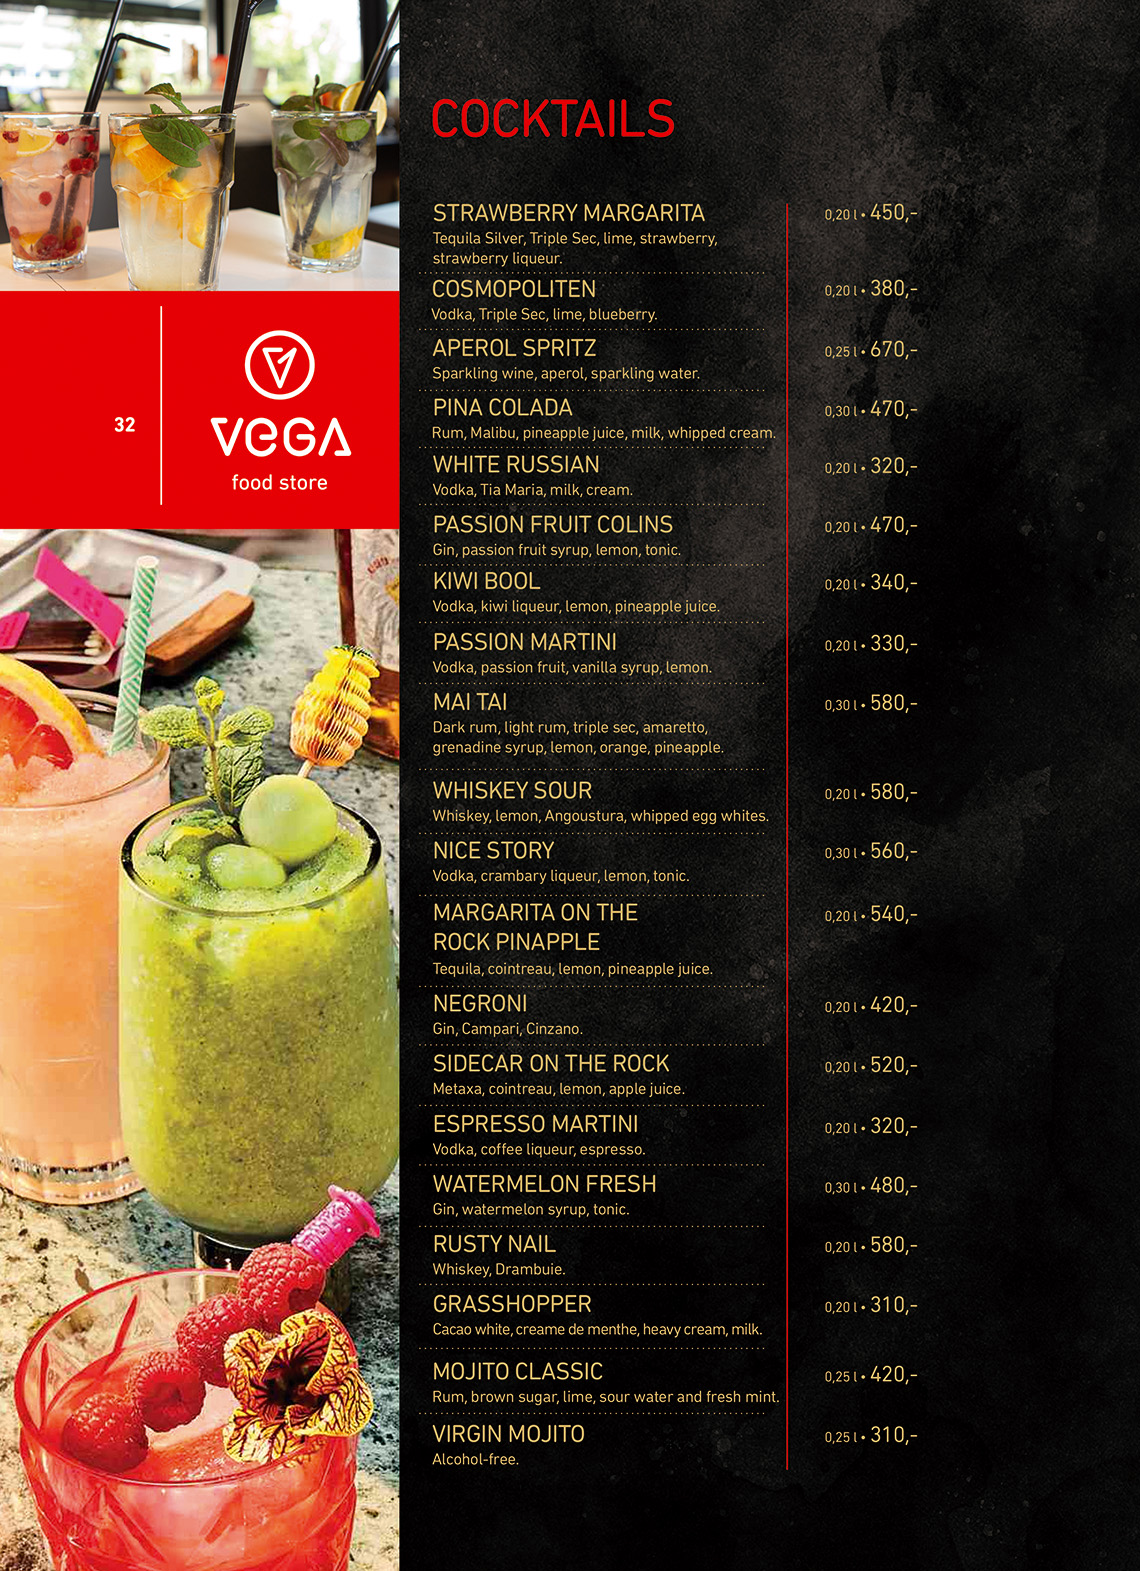 COCKTAILS
STRAWBERRY MARGARITA 0,20 l • 450,-
Tequila Silver, Triple Sec, lime, strawberry,
strawberry liqueur.
COSMOPOLITEN 0,20 l • 380,-
Vodka, Triple Sec, lime, blueberry.
APEROL SPRITZ 0,25 l • 670,-
Sparkling wine, aperol, sparkling water.
PINA COLADA 0,30 l • 470,-
Rum, Malibu, pineapple juice, milk, whipped cream.
WHITE RUSSIAN 0,20 l • 320,-
Vodka, Tia Maria, milk, cream.
PASSION FRUIT COLINS 0,20 l • 470,-
Gin, passion fruit syrup, lemon, tonic.
KIWI BOOL 0,20 l • 340,-
Vodka, kiwi liqueur, lemon, pineapple juice.
PASSION MARTINI 0,20 l • 330,-
Vodka, passion fruit, vanilla syrup, lemon.
MAI TAI 0,30 l • 580,-
Dark rum, light rum, triple sec, amaretto,
grenadine syrup, lemon, orange, pineapple.
WHISKEY SOUR 0,20 l • 580,-
Whiskey, lemon, Angoustura, whipped egg whites.
NICE STORY 0,30 l • 560,-
Vodka, crambary liqueur, lemon, tonic.
MARGARITA ON THE 0,20 l • 540,-
ROCK PINAPPLE
Tequila, cointreau, lemon, pineapple juice.
NEGRONI 0,20 l • 420,-
Gin, Campari, Cinzano.
SIDECAR ON THE ROCK 0,20 l • 520,-
Metaxa, cointreau, lemon, apple juice.
ESPRESSO MARTINI 0,20 l • 320,-
Vodka, coffee liqueur, espresso.
WATERMELON FRESH 0,30 l • 480,-
Gin, watermelon syrup, tonic.
RUSTY NAIL 0,20 l • 580,-
Whiskey, Drambuie.
GRASSHOPPER 0,20 l • 310,-
Cacao white, creame de menthe, heavy cream, milk.
MOJITO CLASSIC 0,25 l • 420,-
Rum, brown sugar, lime, sour water and fresh mint.
VIRGIN MOJITO 0,25 l • 310,-
Alcohol-free.
32
VEGA
food store